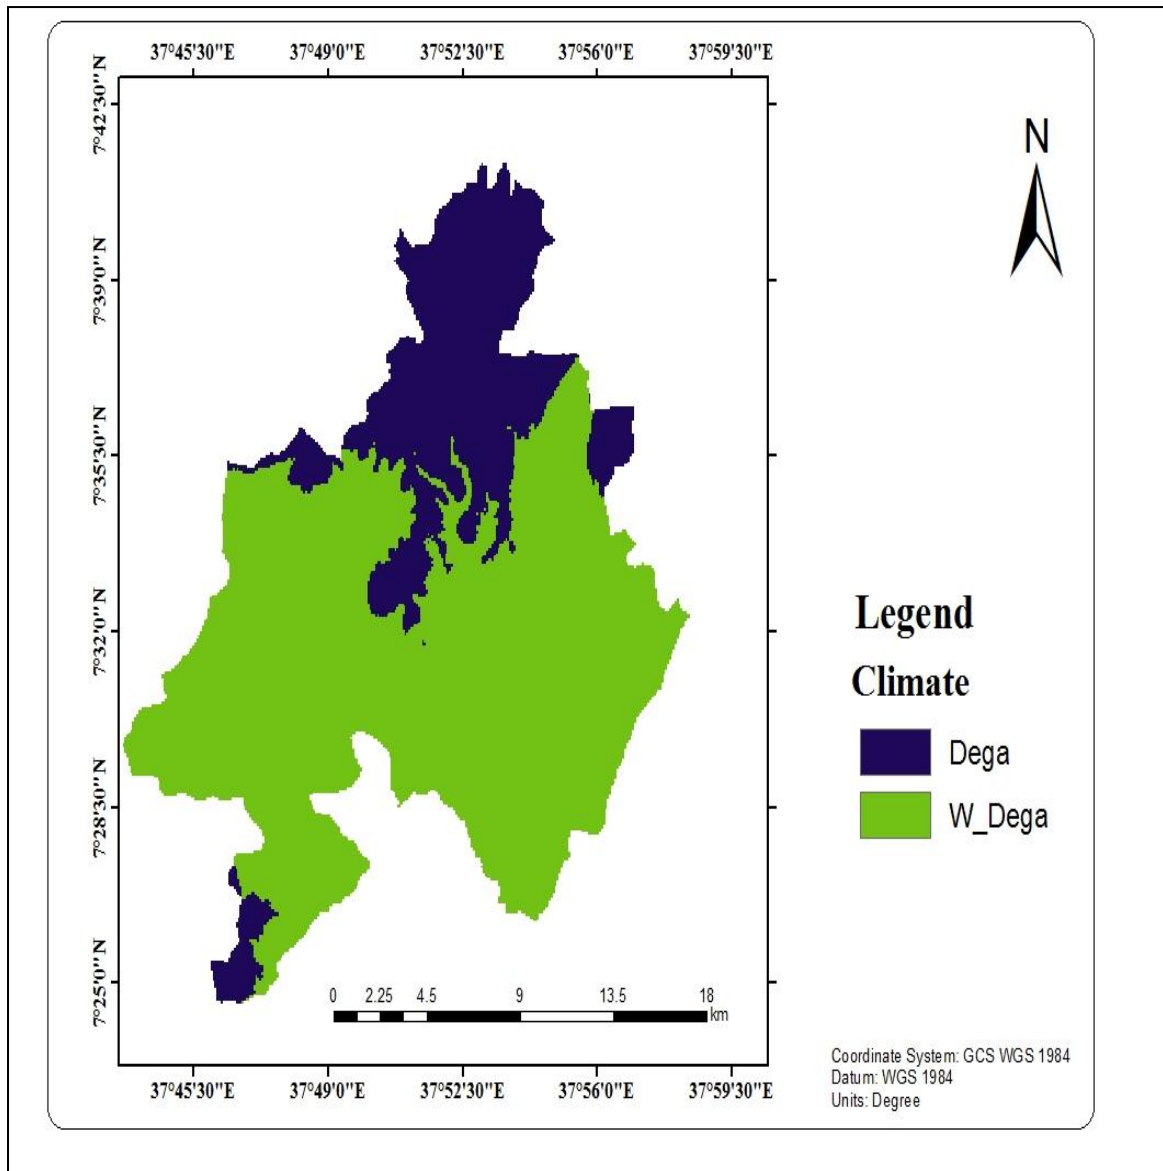 37°45'30"E 37°49'0"E 37°52'30"E 37°56'0"E 37°59'30"E
7°42'30"N
7°39'0"N
7°35'30"N
7°32'0"N
7°28'30"N
7°25'0"N
N
Legend
Climate
Dega
W_Dega
0 2.25 4.5 9 13.5 18
km
37°45'30"E 37°49'0"E 37°52'30"E 37°56'0"E 37°59'30"E
Coordinate System: GCS WGS 1984
Datum: WGS 1984
Units: Degree